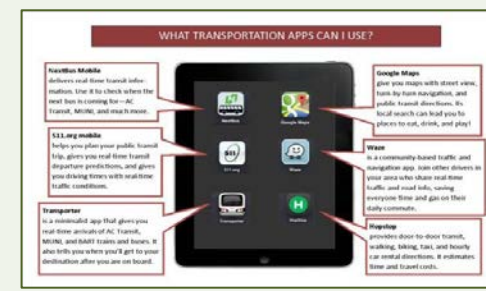 WHAT TRANSPORTATION APPS CAN I USE?
NextBus Mobile
delivers real-time transit infor-
mation. Use it to check when the
next bus is coming for—AC
Transit, MUNI, and much more.
511.org mobile
helps you plan your public transit
trip, gives you real-time transit
departure predictions, and gives
you driving times with real-time
traffic conditions.
Transporter
is a minimalist app that gives you
real-time arrivals of AC Transit,
MUNI, and BART trains and buses. It
also tells you when you'll get to your
destination after you are on board.
NextBus
Google Maps
511
511.org
Waze
Transporter
H
HopStop
Google Maps
give you maps with street view,
turn-by-turn navigation, and
public transit directions. Its
local search can lead you to
places to eat, drink, and play!
Waze
is a community-based traffic and
navigation app. Join other drivers in
your area who share real-time
traffic and road info, saving
everyone time and gas on their
daily commute.
Hopstop
provides door-to-door transit,
walking, biking, taxi, and hourly
car rental directions. It estimates
time and travel costs.